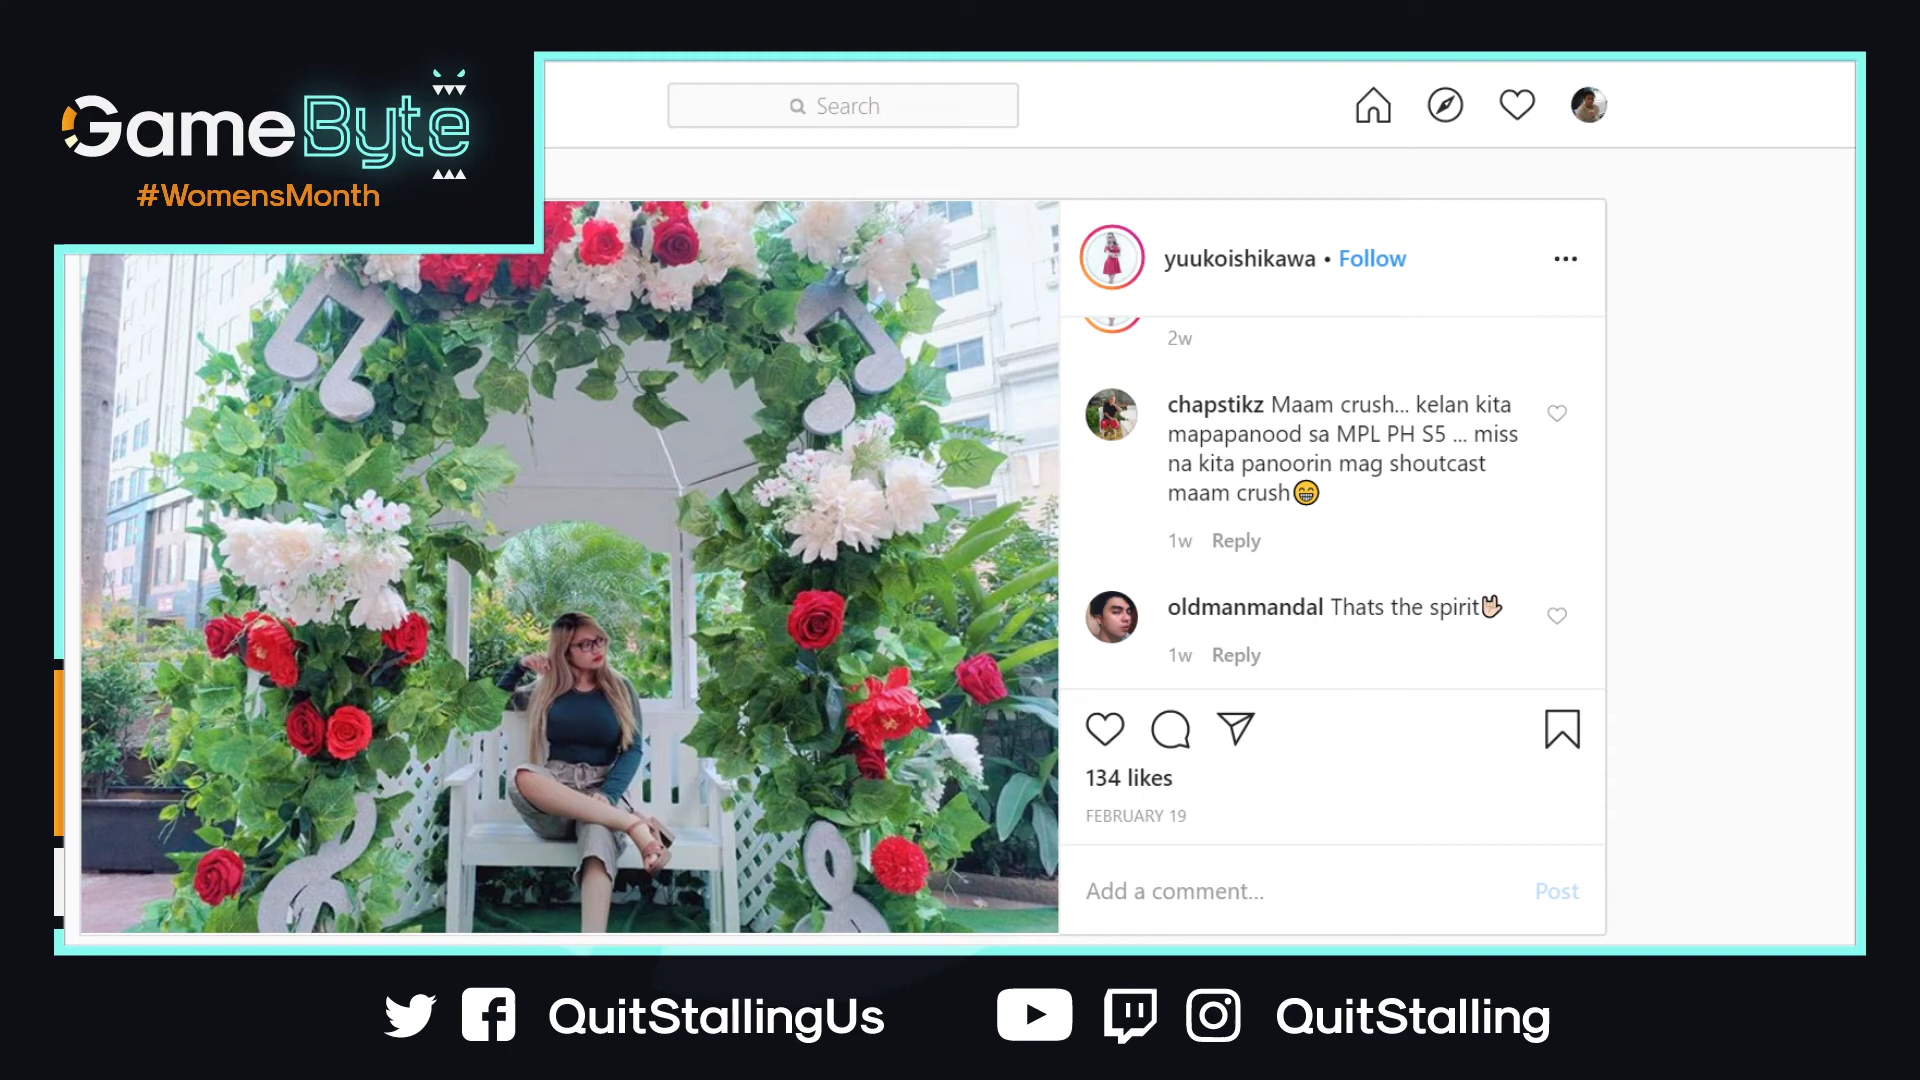 GameByte
#WomensMonth
Search
yuukoishikawa • Follow
2w
chapstikz Maam crush... kelan kita
mapapanood sa MPL PH S5 ... miss
na kita panoorin mag shoutcast
maam crush😁
1w Reply
oldmanmandal Thats the spirit🤟🏻
1w Reply
134 likes
FEBRUARY 19
Add a comment... Post
QuitStallingUs QuitStalling